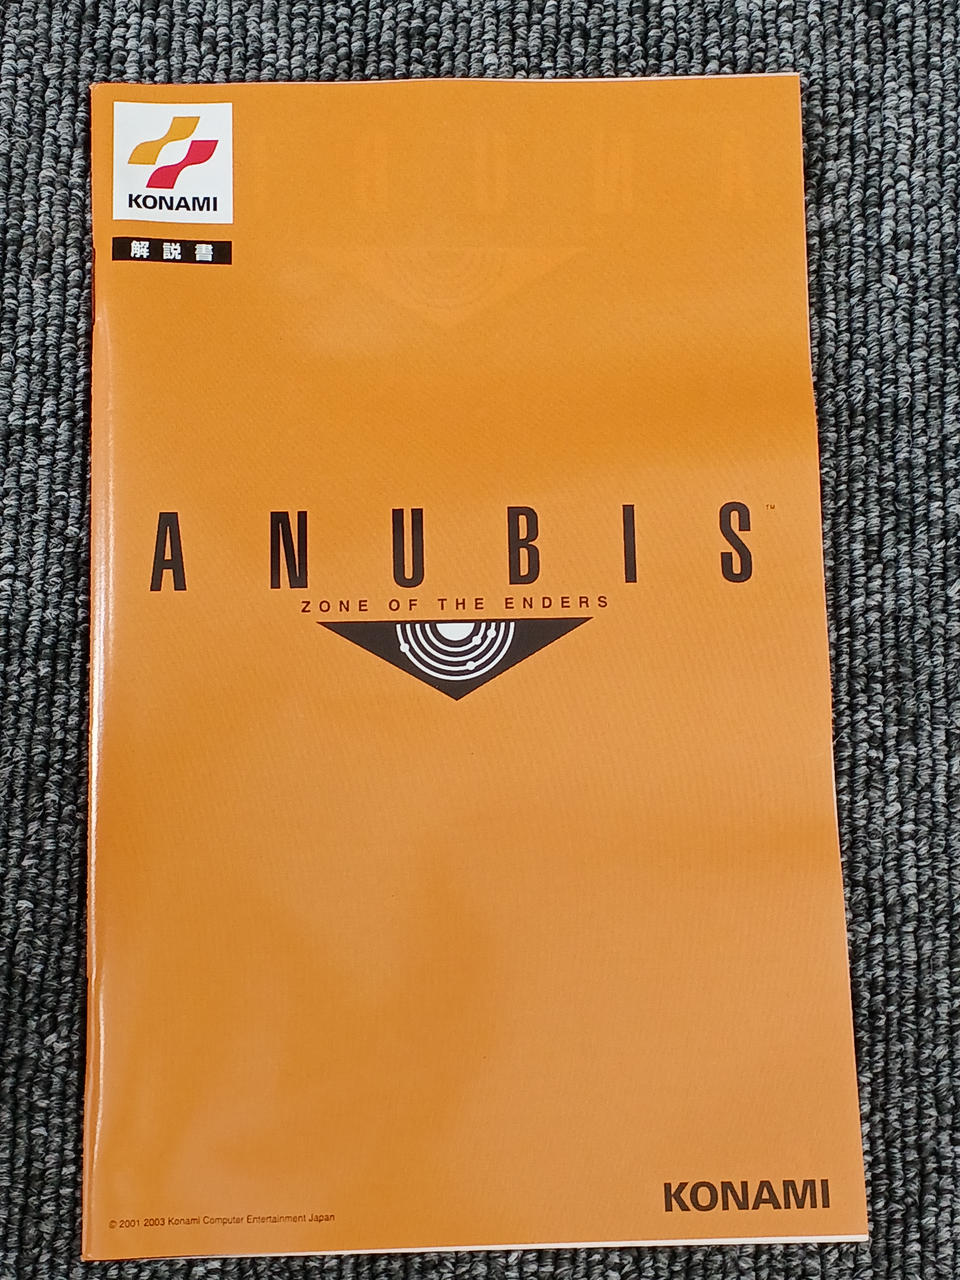 KONAMI
解説書
ANUBIS™
ZONE OF THE ENDERS
KONAMI
© 2001 2003 Konami Computer Entertainment Japan